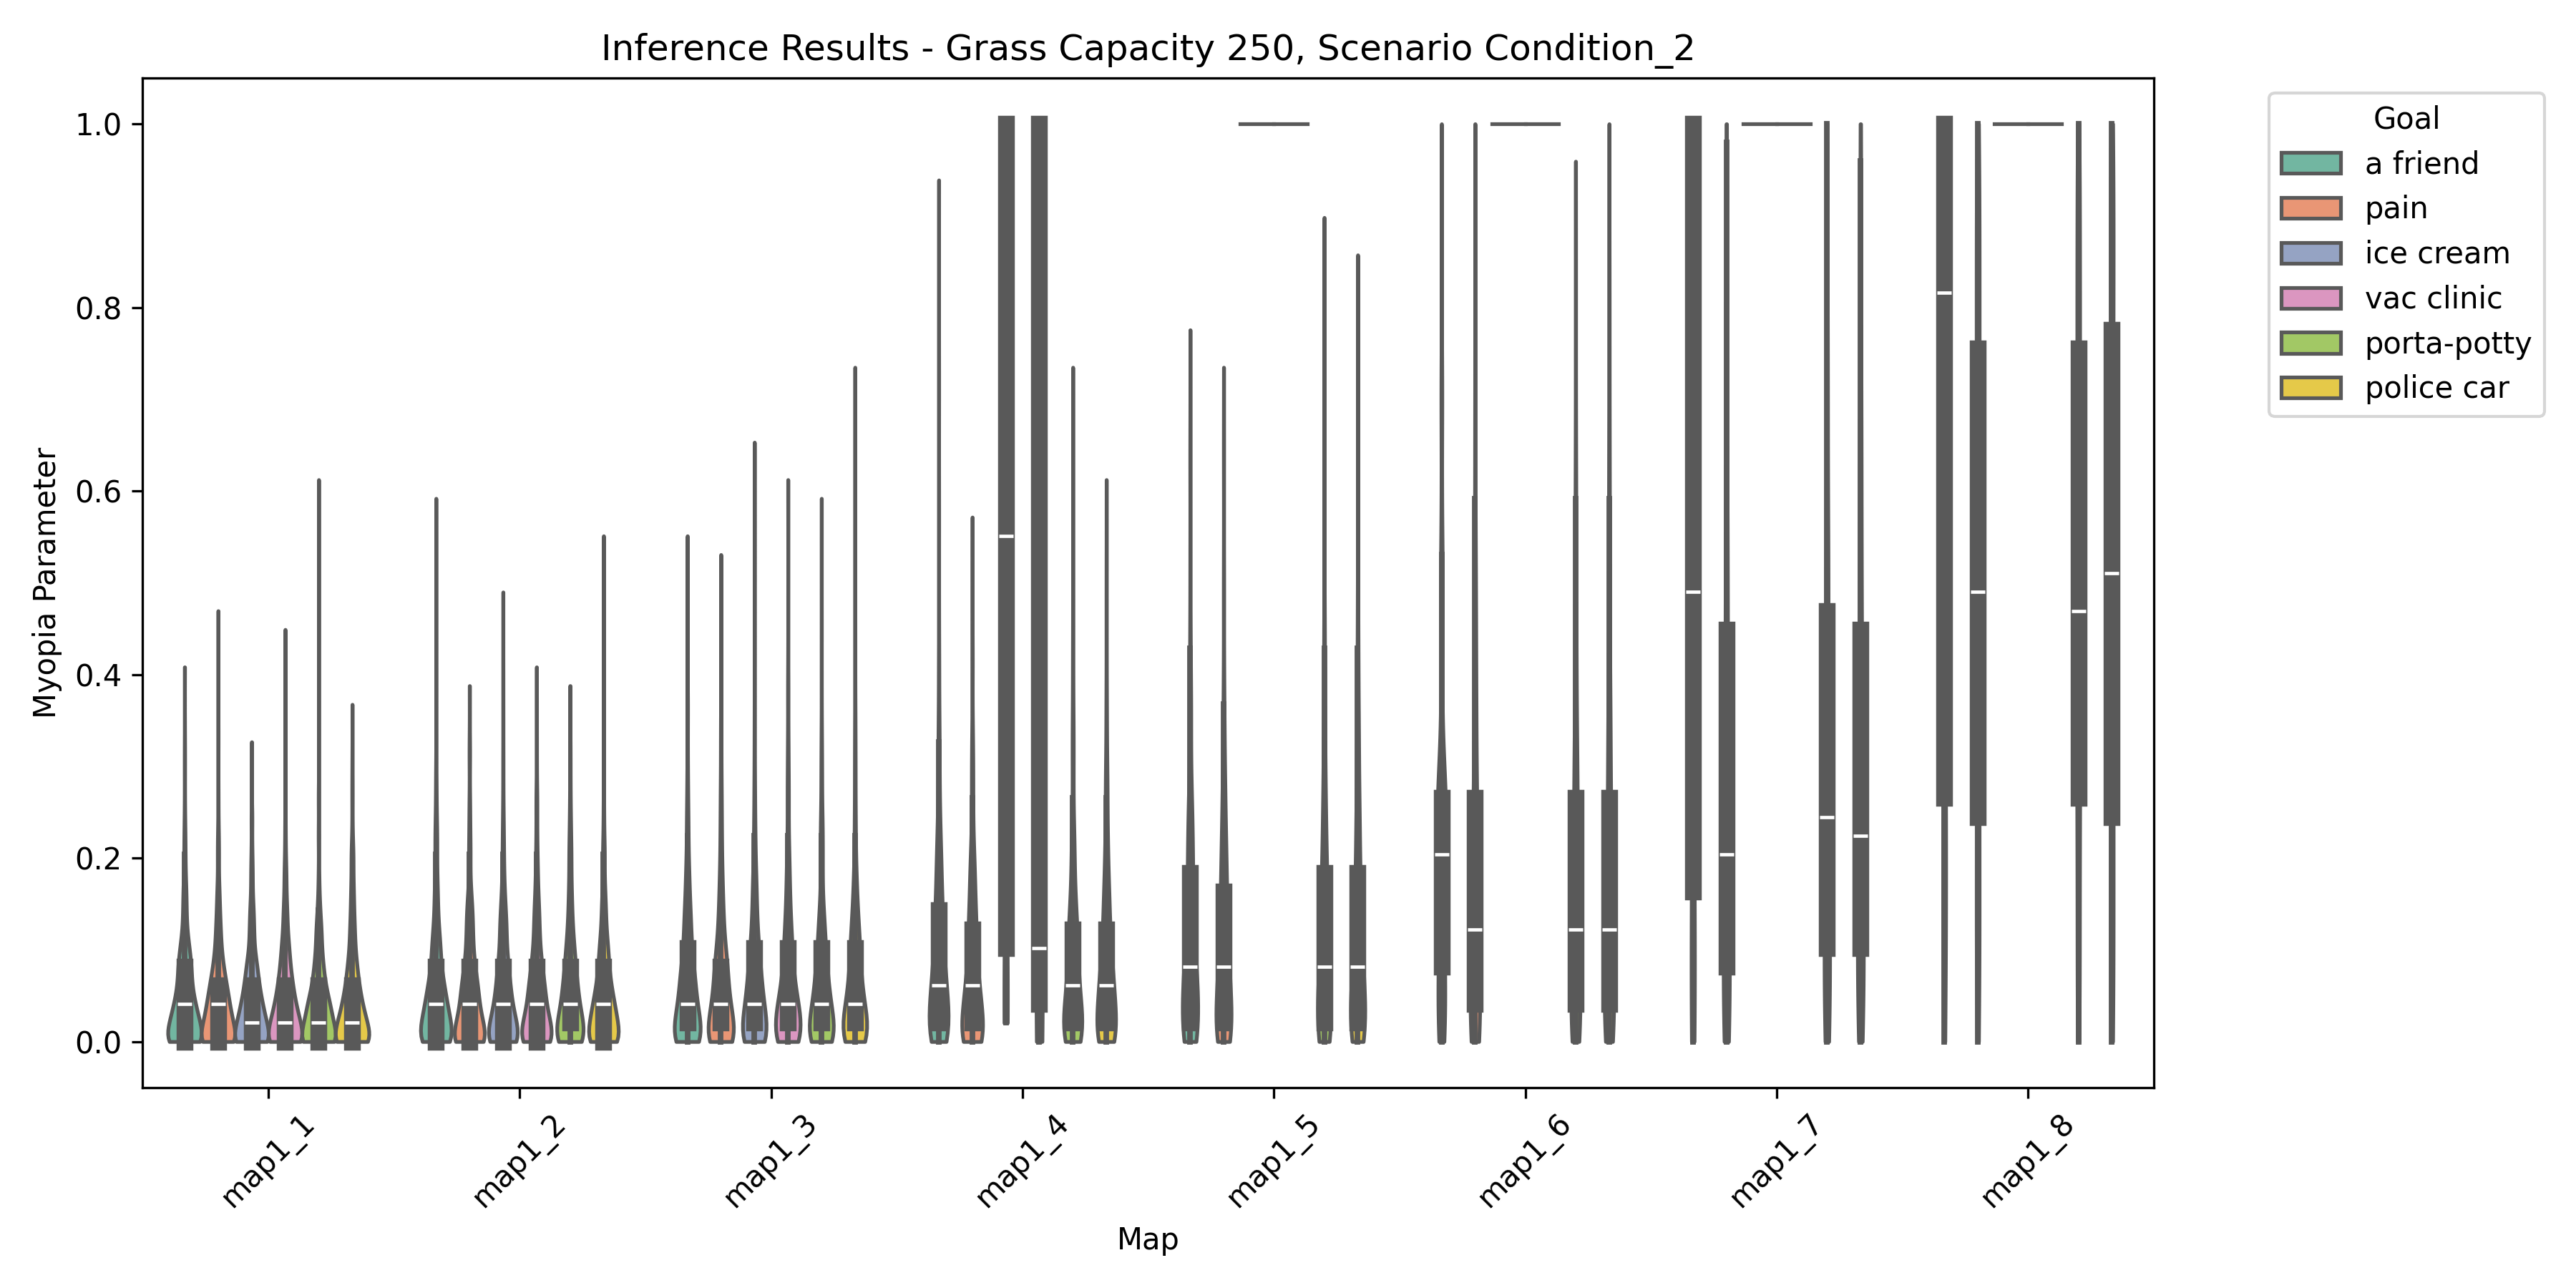 Inference Results - Grass Capacity 250, Scenario Condition_2
Myopia Parameter
1.0
0.8
0.6
0.4
0.2
0.0
map1_1
map1_2
map1_3
map1_4
map1_5
map1_6
map1_7
map1_8
Map
Goal
a friend
pain
ice cream
vac clinic
porta-potty
police car